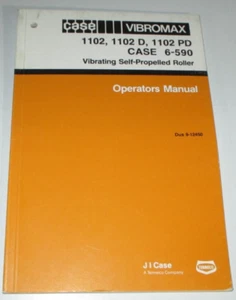 case VIBROMAX
1102, 1102 D, 1102 PD
CASE 6-590
Vibrating Self-Propelled Roller
Operators Manual
J I Case
A Tenneco Company